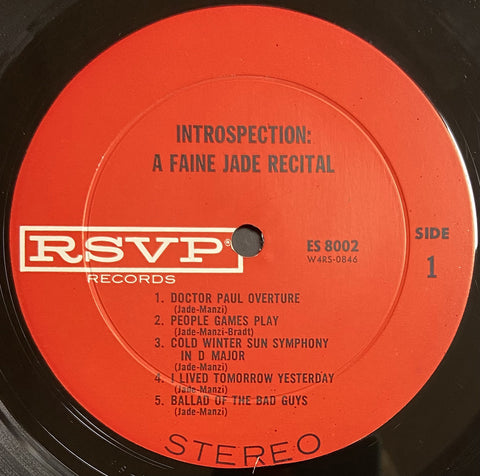 INTROSPECTION:
A FAINE JADE RECITAL
RSVP®
RECORDS
ES 8002
W4RS-0846
SIDE
1
1. DOCTOR PAUL OVERTURE
(Jade-Manzi)
2. PEOPLE GAMES PLAY
(Jade-Manzi-Bradt)
3. COLD WINTER SUN SYMPHONY
IN D MAJOR
(Jade-Manzi)
4. I LIVED TOMORROW YESTERDAY
(Jade-Manzi)
5. BALLAD OF THE BAD GUYS
(Jade-Manzi)
STEREO